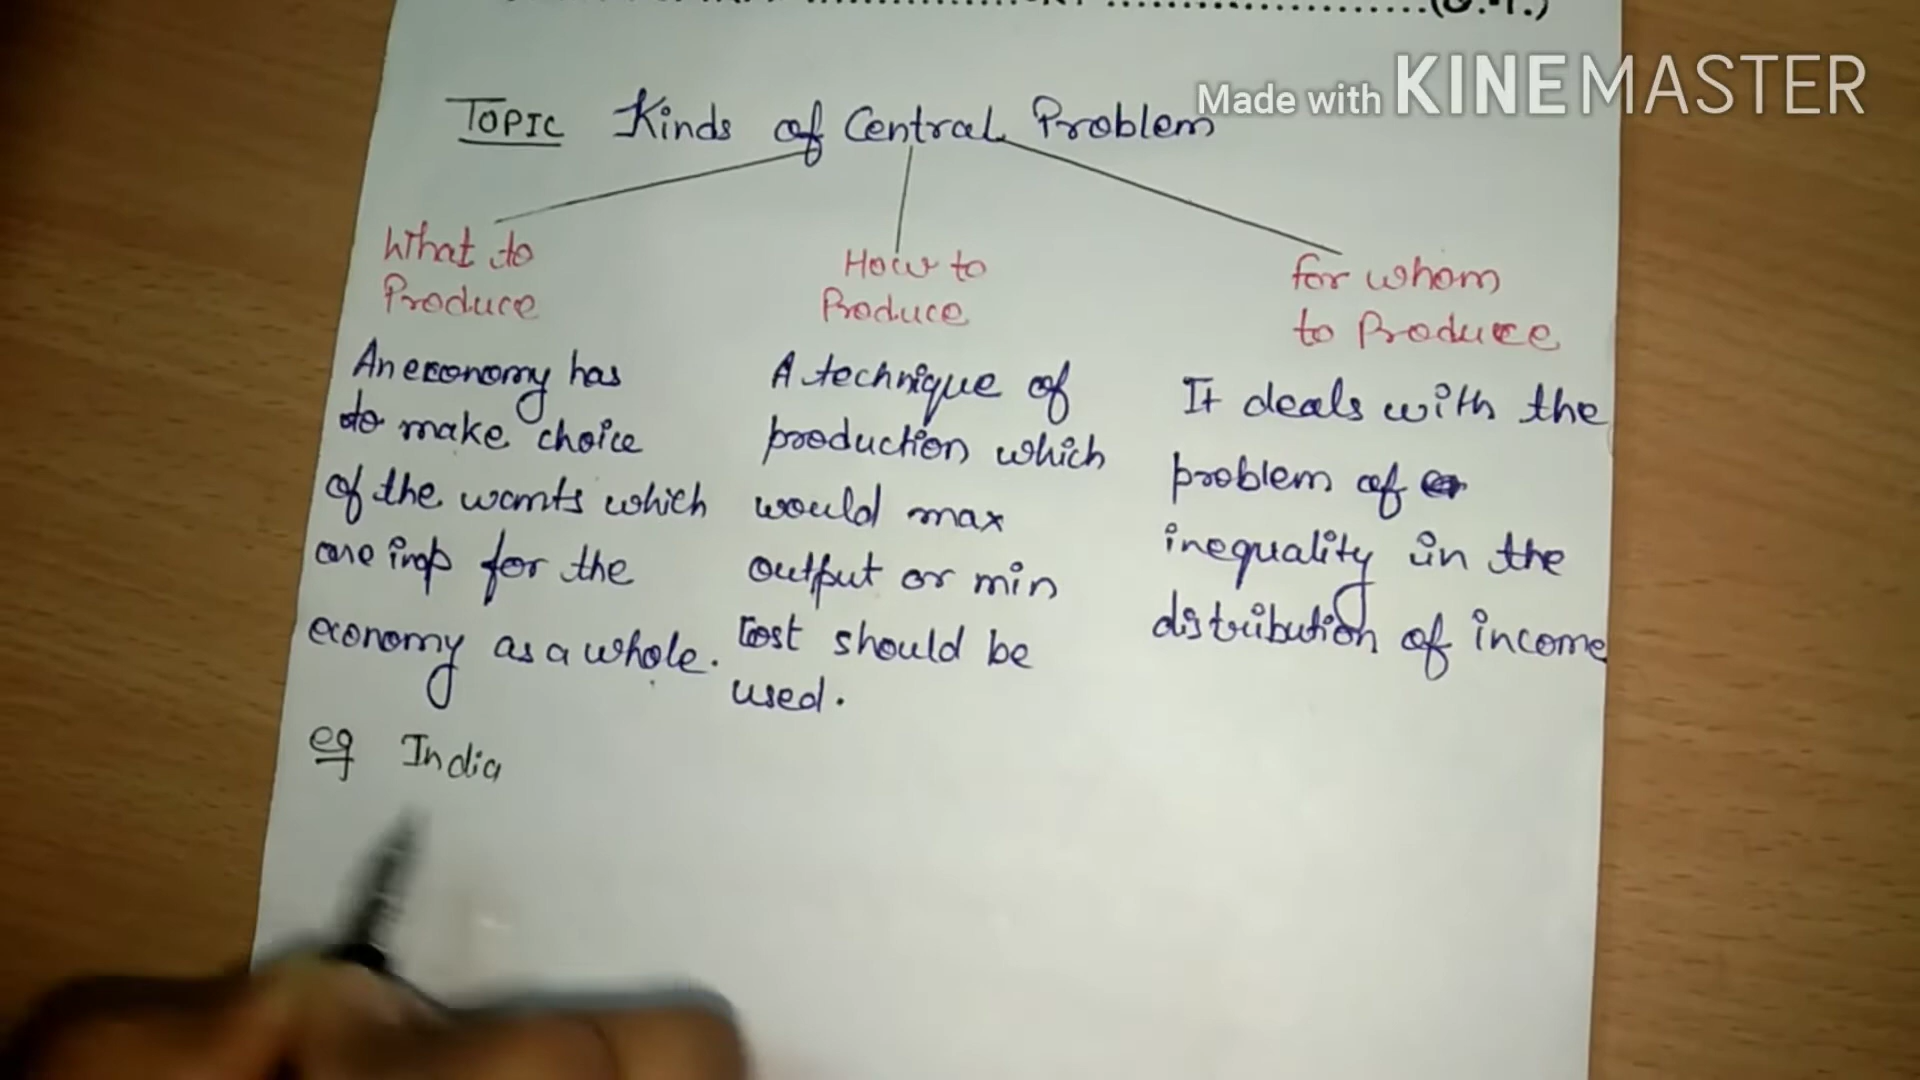 Made with KINEMASTER
TOPIC Kinds of Central Problem
What to
Produce
An economy has
to make choice
of the wants which
are imp for the
economy as a whole.
eg India
How to
Produce
A technique of
production which
would max
output or min
cost should be
used.
for whom
to Produce
It deals with the
problem of
inequality in the
distribution of income